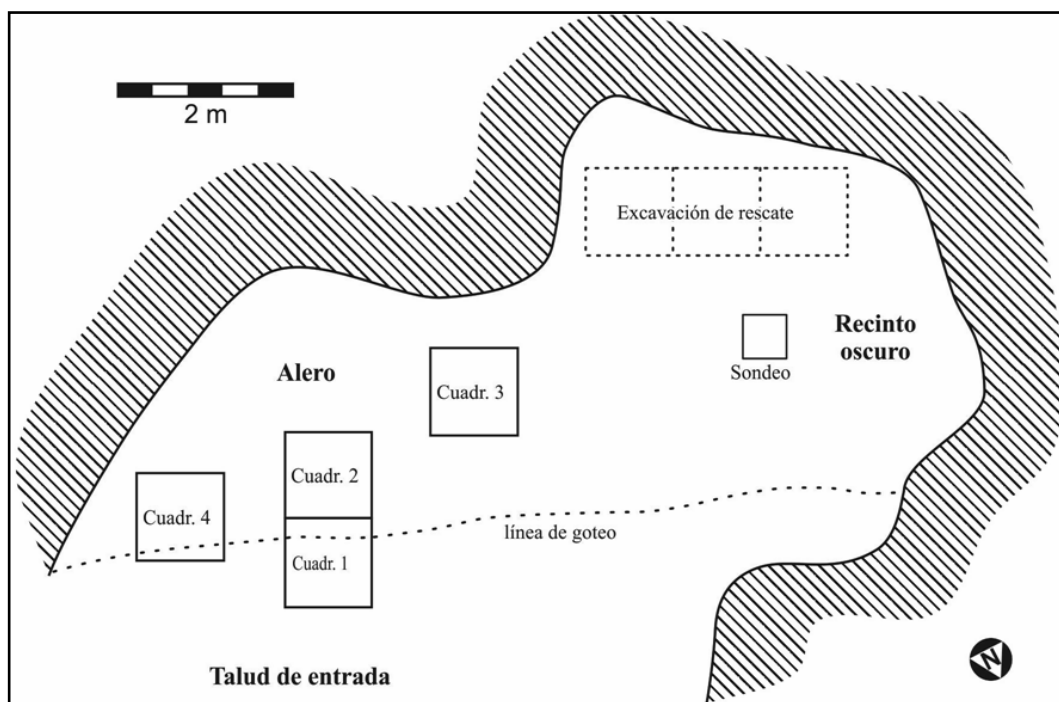 2 m
Excavación de rescate
Recinto
oscuro
Sondeo
Alero
Cuadr. 3
Cuadr. 2
Cuadr. 4
línea de goteo
Cuadr. 1
Talud de entrada
N